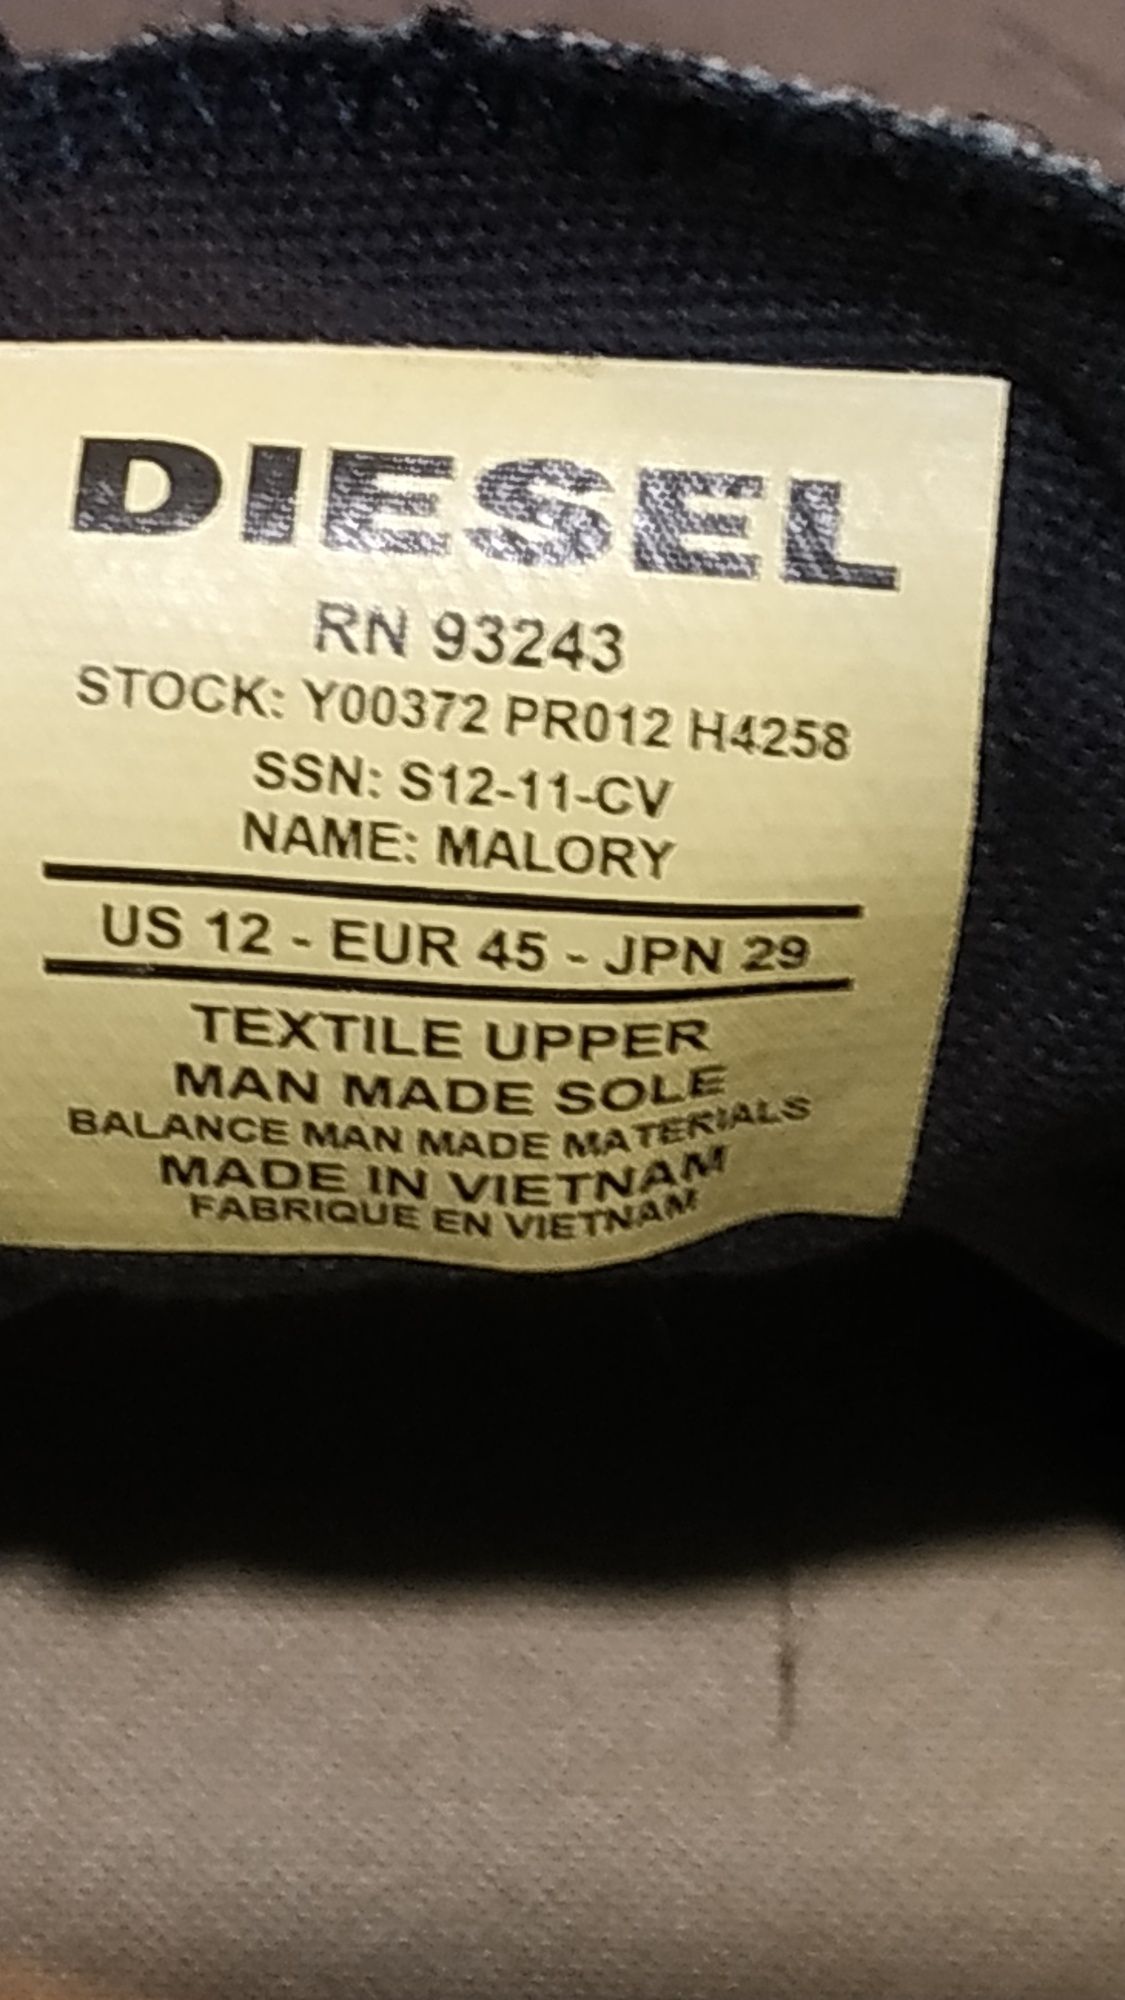 DIESEL
RN 93243
STOCK: Y00372 PR012 H4258
SSN: S12-11-CV
NAME: MALORY
US 12 - EUR 45 - JPN 29
TEXTILE UPPER
MAN MADE SOLE
BALANCE MAN MADE MATERIALS
MADE IN VIETNAM
FABRIQUE EN VIETNAM